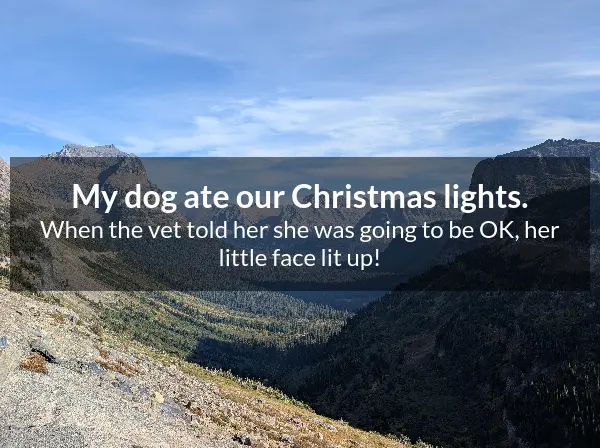 My dog ate our Christmas lights.
When the vet told her she was going to be OK, her
little face lit up!